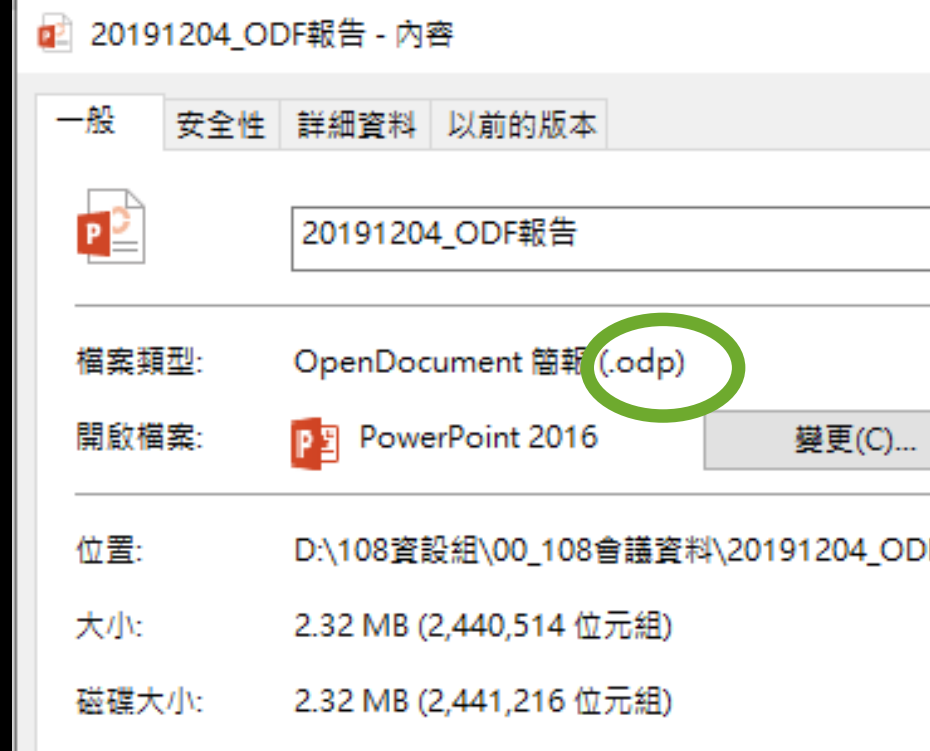 20191204_ODF報告 - 內容
一般 安全性 詳細資料 以前的版本
20191204_ODF報告
檔案類型: OpenDocument 簡報 (.odp)
開啟檔案: PowerPoint 2016 變更(C)...
位置: D:\108資設組\00_108會議資料\20191204_OD
大小: 2.32 MB (2,440,514 位元組)
磁碟大小: 2.32 MB (2,441,216 位元組)